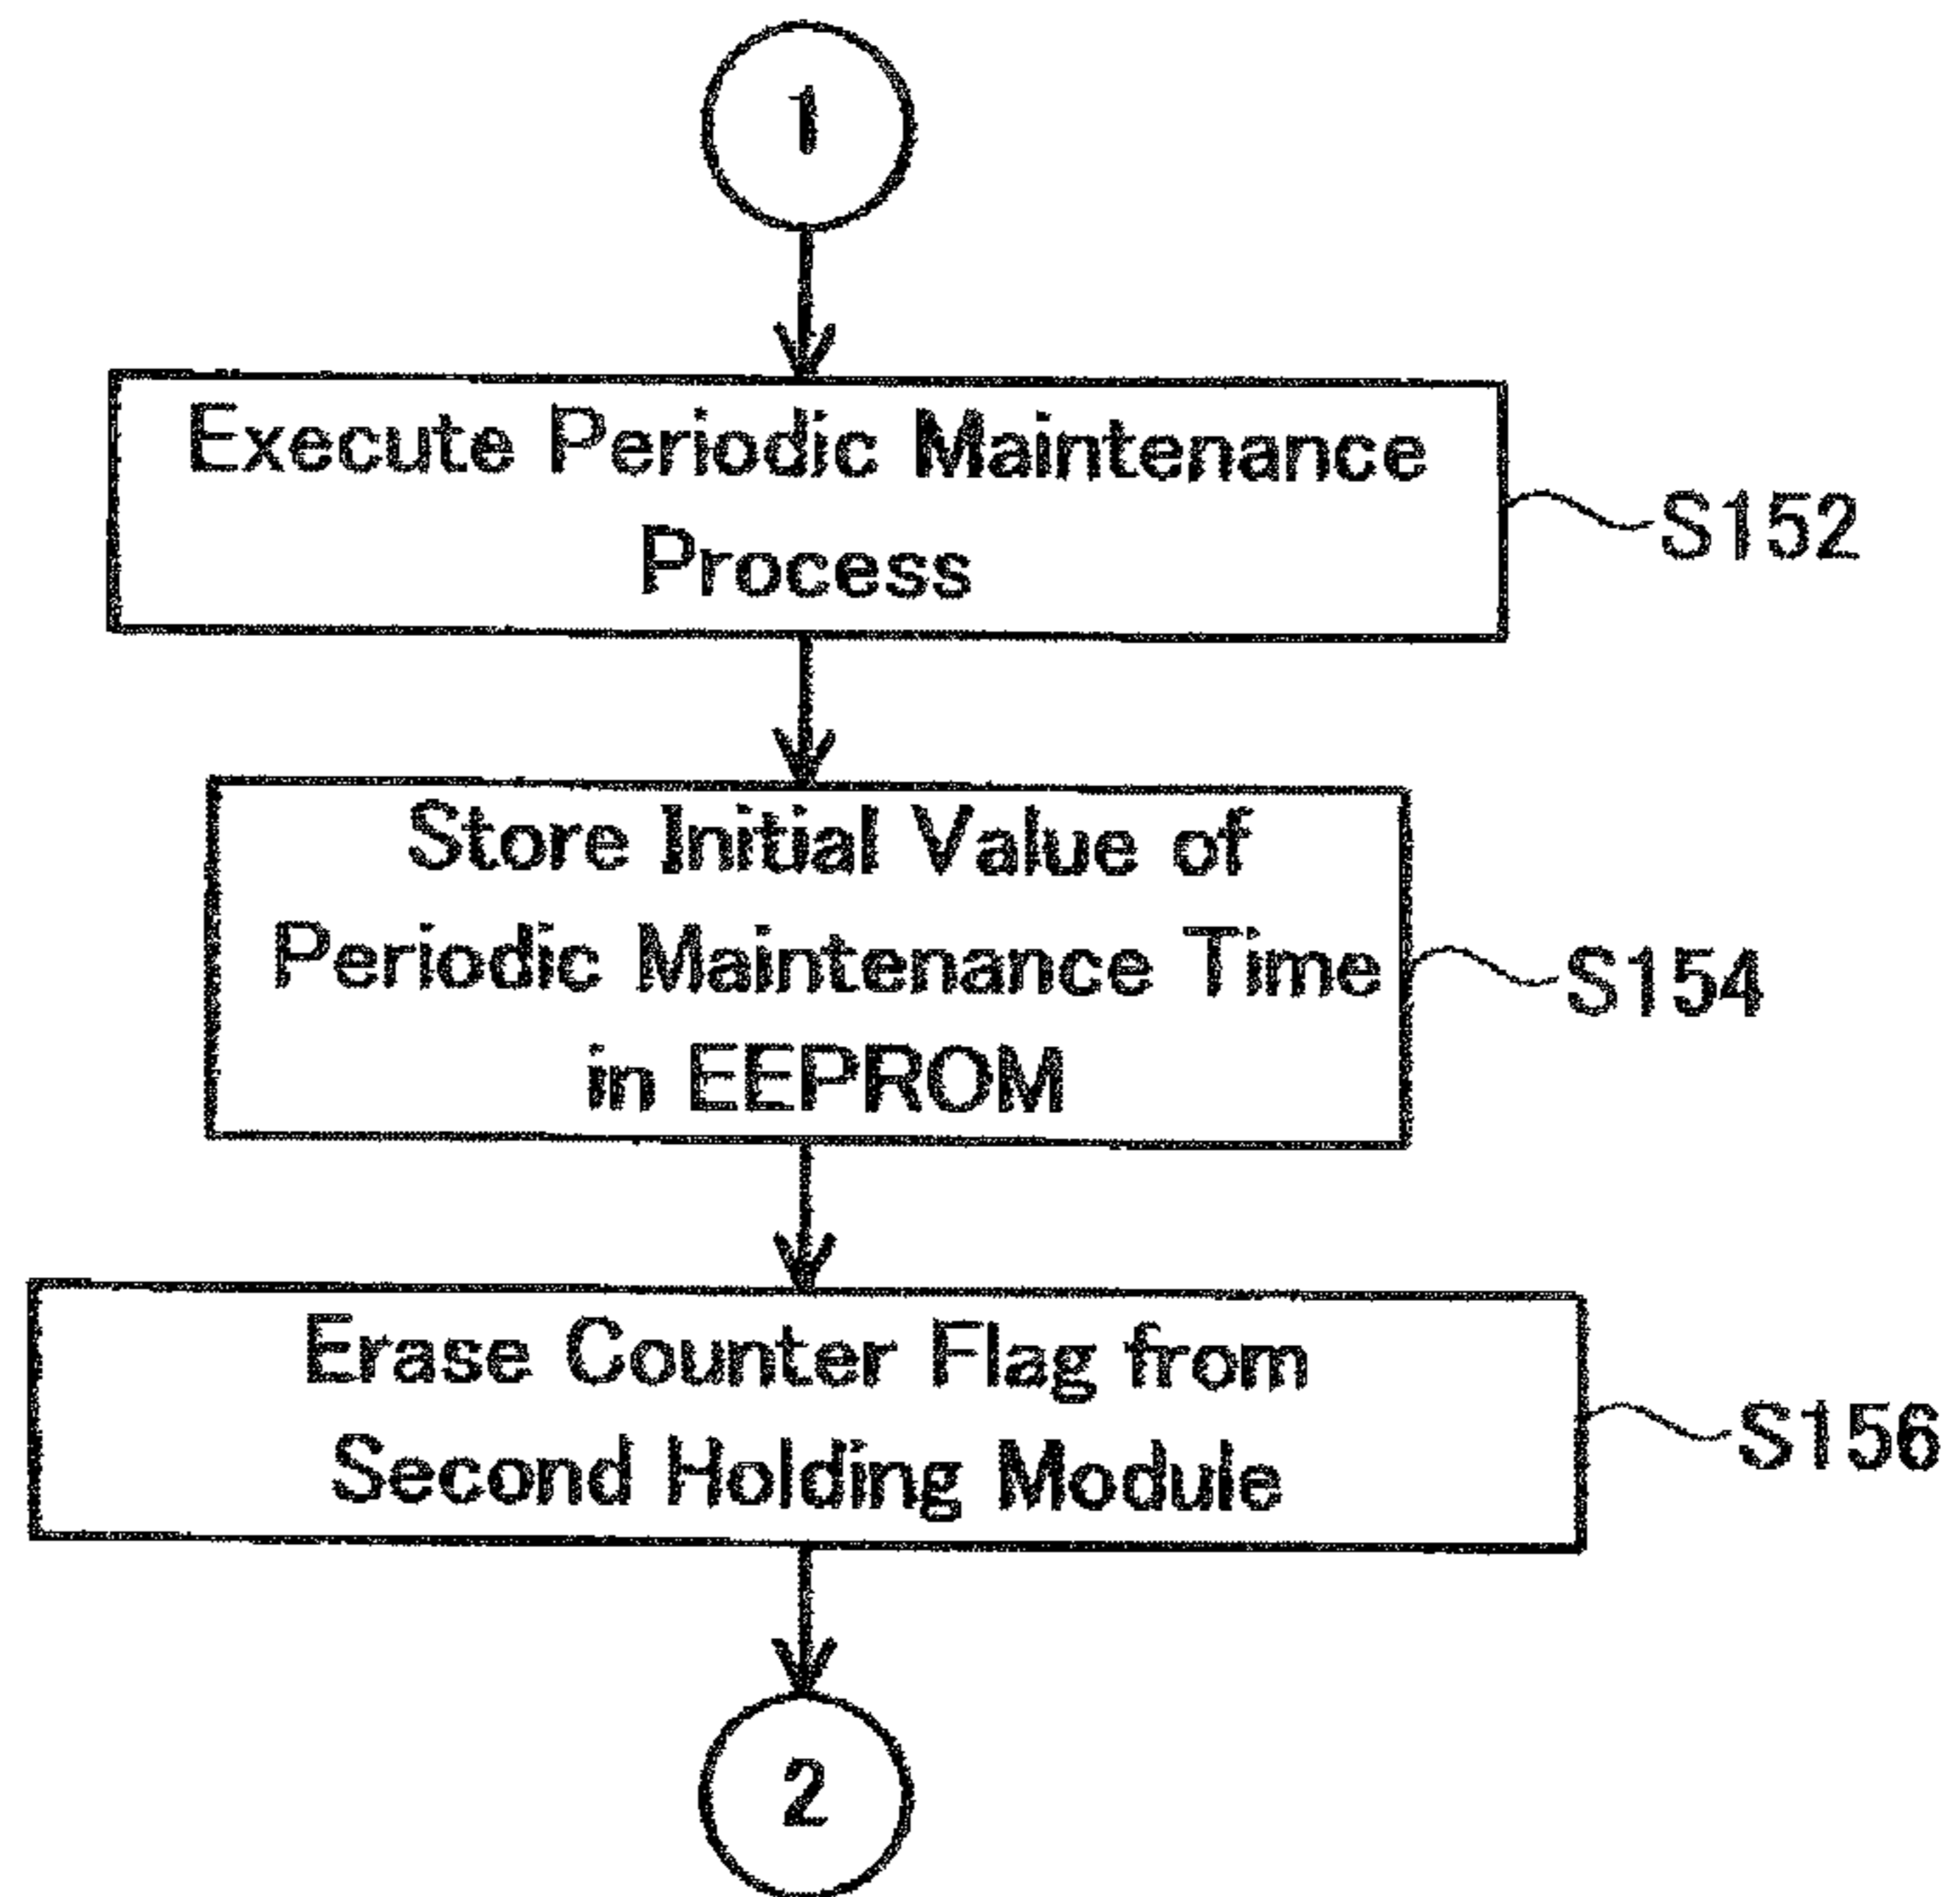 1
Execute Periodic Maintenance
Process
S152
Store Initial Value of
Periodic Maintenance Time
in EEPROM
S154
Erase Counter Flag from
Second Holding Module
S156
2